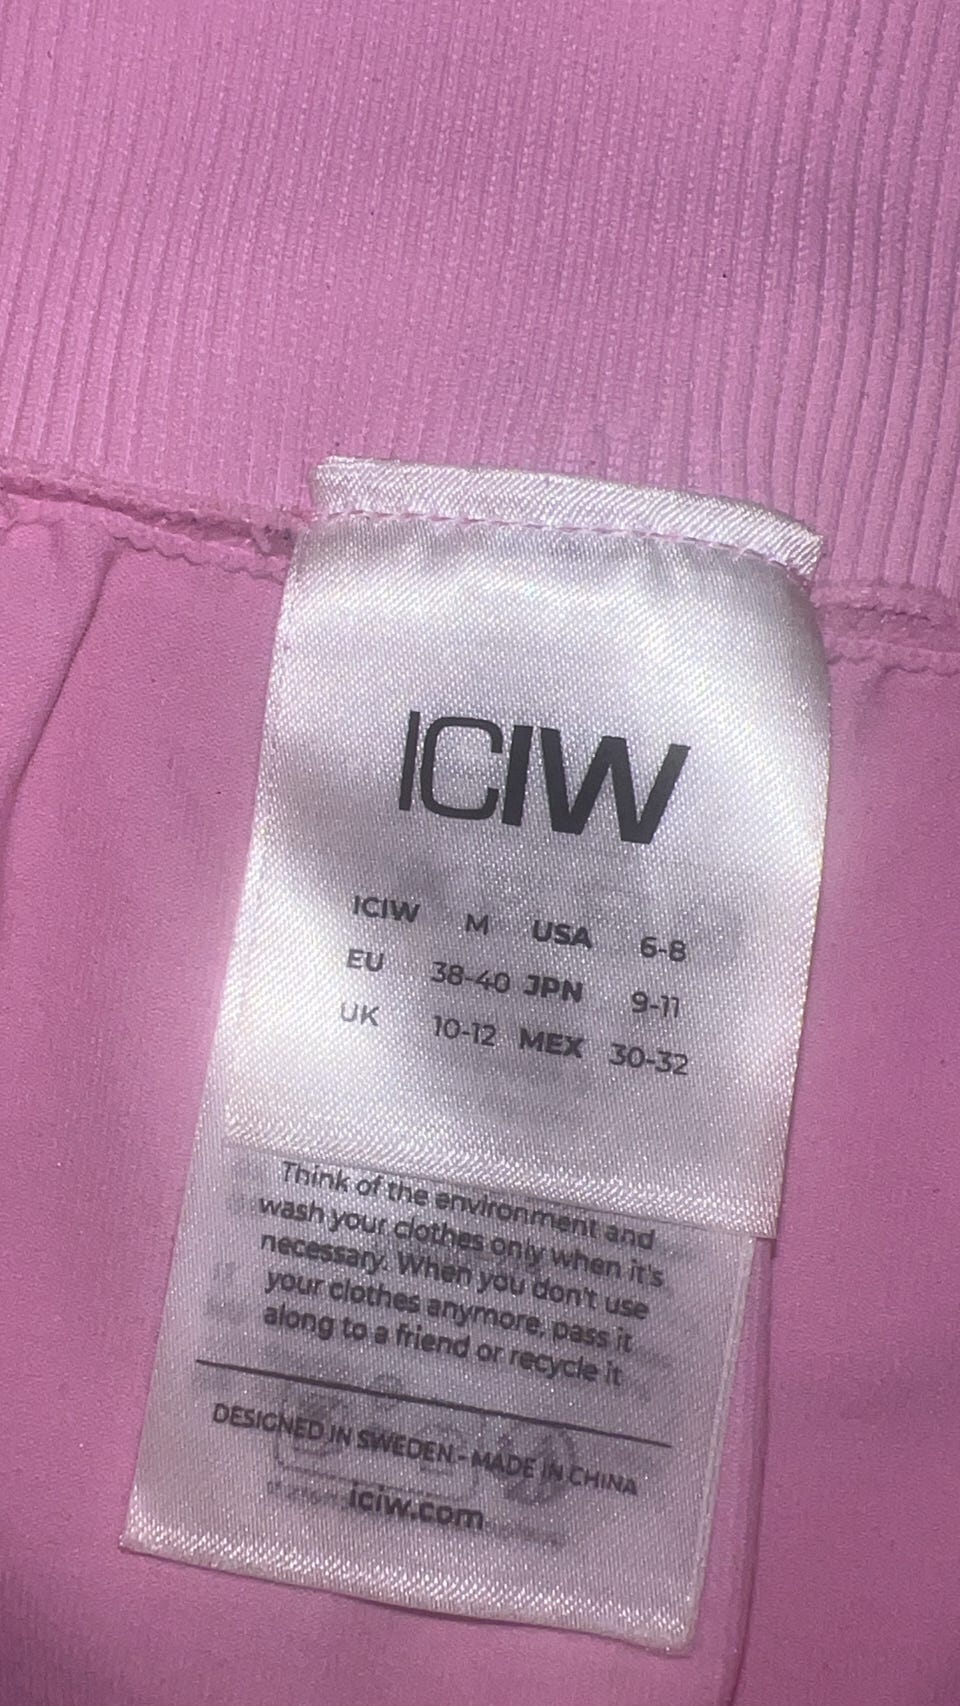 ICIW
ICIW M USA 6-8
EU 38-40 JPN 9-11
UK 10-12 MEX 30-32
Think of the environment and
wash your clothes only when it's
necessary. When you don't use
your clothes anymore, pass it
along to a friend or recycle it
DESIGNED IN SWEDEN - MADE IN CHINA
iciw.com